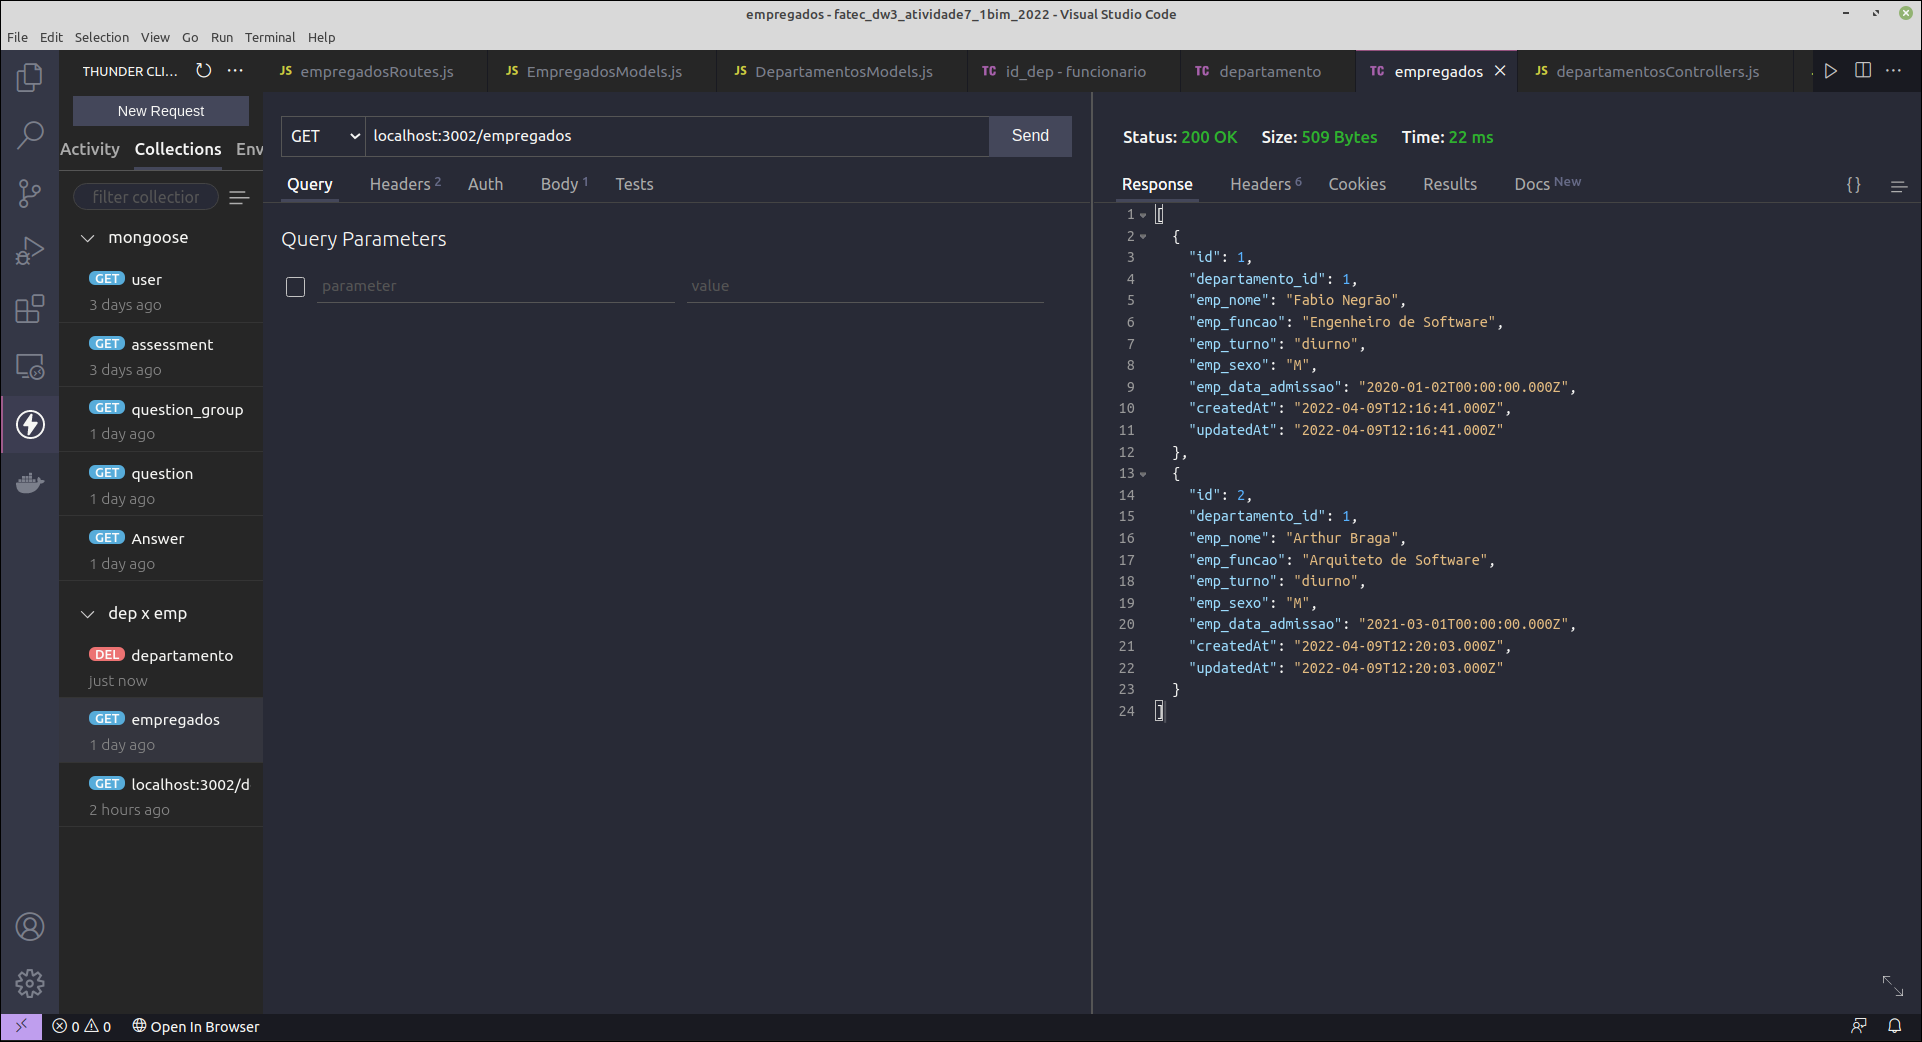 empregados - fatec_dw3_atividade7_1bim_2022 - Visual Studio Code
File Edit Selection View Go Run Terminal Help
THUNDER CLI...
JS empregadosRoutes.js
JS EmpregadosModels.js
JS DepartamentosModels.js
TC id_dep - funcionario
TC departamento
TC empregados
JS departamentosControllers.js
New Request
Activity Collections Env
filter collection
mongoose
GET user
3 days ago
GET assessment
3 days ago
GET question_group
1 day ago
GET question
1 day ago
GET Answer
1 day ago
dep x emp
DEL departamento
just now
GET empregados
1 day ago
GET localhost:3002/d
2 hours ago
GET localhost:3002/empregados Send
Query Headers 2 Auth Body 1 Tests
Query Parameters
parameter value
Status: 200 OK Size: 509 Bytes Time: 22 ms
Response Headers 6 Cookies Results Docs New {}
1 [
2 {
3 "id": 1,
4 "departamento_id": 1,
5 "emp_nome": "Fabio Negrão",
6 "emp_funcao": "Engenheiro de Software",
7 "emp_turno": "diurno",
8 "emp_sexo": "M",
9 "emp_data_admissao": "2020-01-02T00:00:00.000Z",
10 "createdAt": "2022-04-09T12:16:41.000Z",
11 "updatedAt": "2022-04-09T12:16:41.000Z"
12 },
13 {
14 "id": 2,
15 "departamento_id": 1,
16 "emp_nome": "Arthur Braga",
17 "emp_funcao": "Arquiteto de Software",
18 "emp_turno": "diurno",
19 "emp_sexo": "M",
20 "emp_data_admissao": "2021-03-01T00:00:00.000Z",
21 "createdAt": "2022-04-09T12:20:03.000Z",
22 "updatedAt": "2022-04-09T12:20:03.000Z"
23 }
24 ]
0 0 Open In Browser